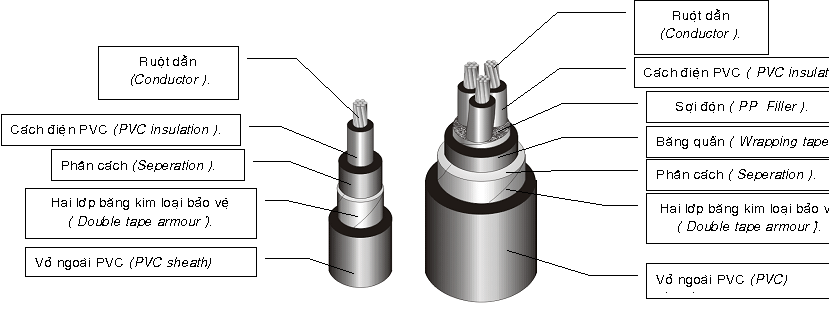 Ruột dẫn
(Conductor ).
Cách điện PVC (PVC insulation ).
Phân cách (Seperation ).
Hai lớp băng kim loại bảo vệ
( Double tape armour ).
Vỏ ngoài PVC (PVC sheath)
Ruột dẫn
(Conductor ).
Cách điện PVC ( PVC insulat
Sợi độn ( PP Filler ).
Băng quấn ( Wrapping tape
Phân cách ( Seperation ).
Hai lớp băng kim loại bảo v
( Double tape armour ).
Vỏ ngoài PVC (PVC)